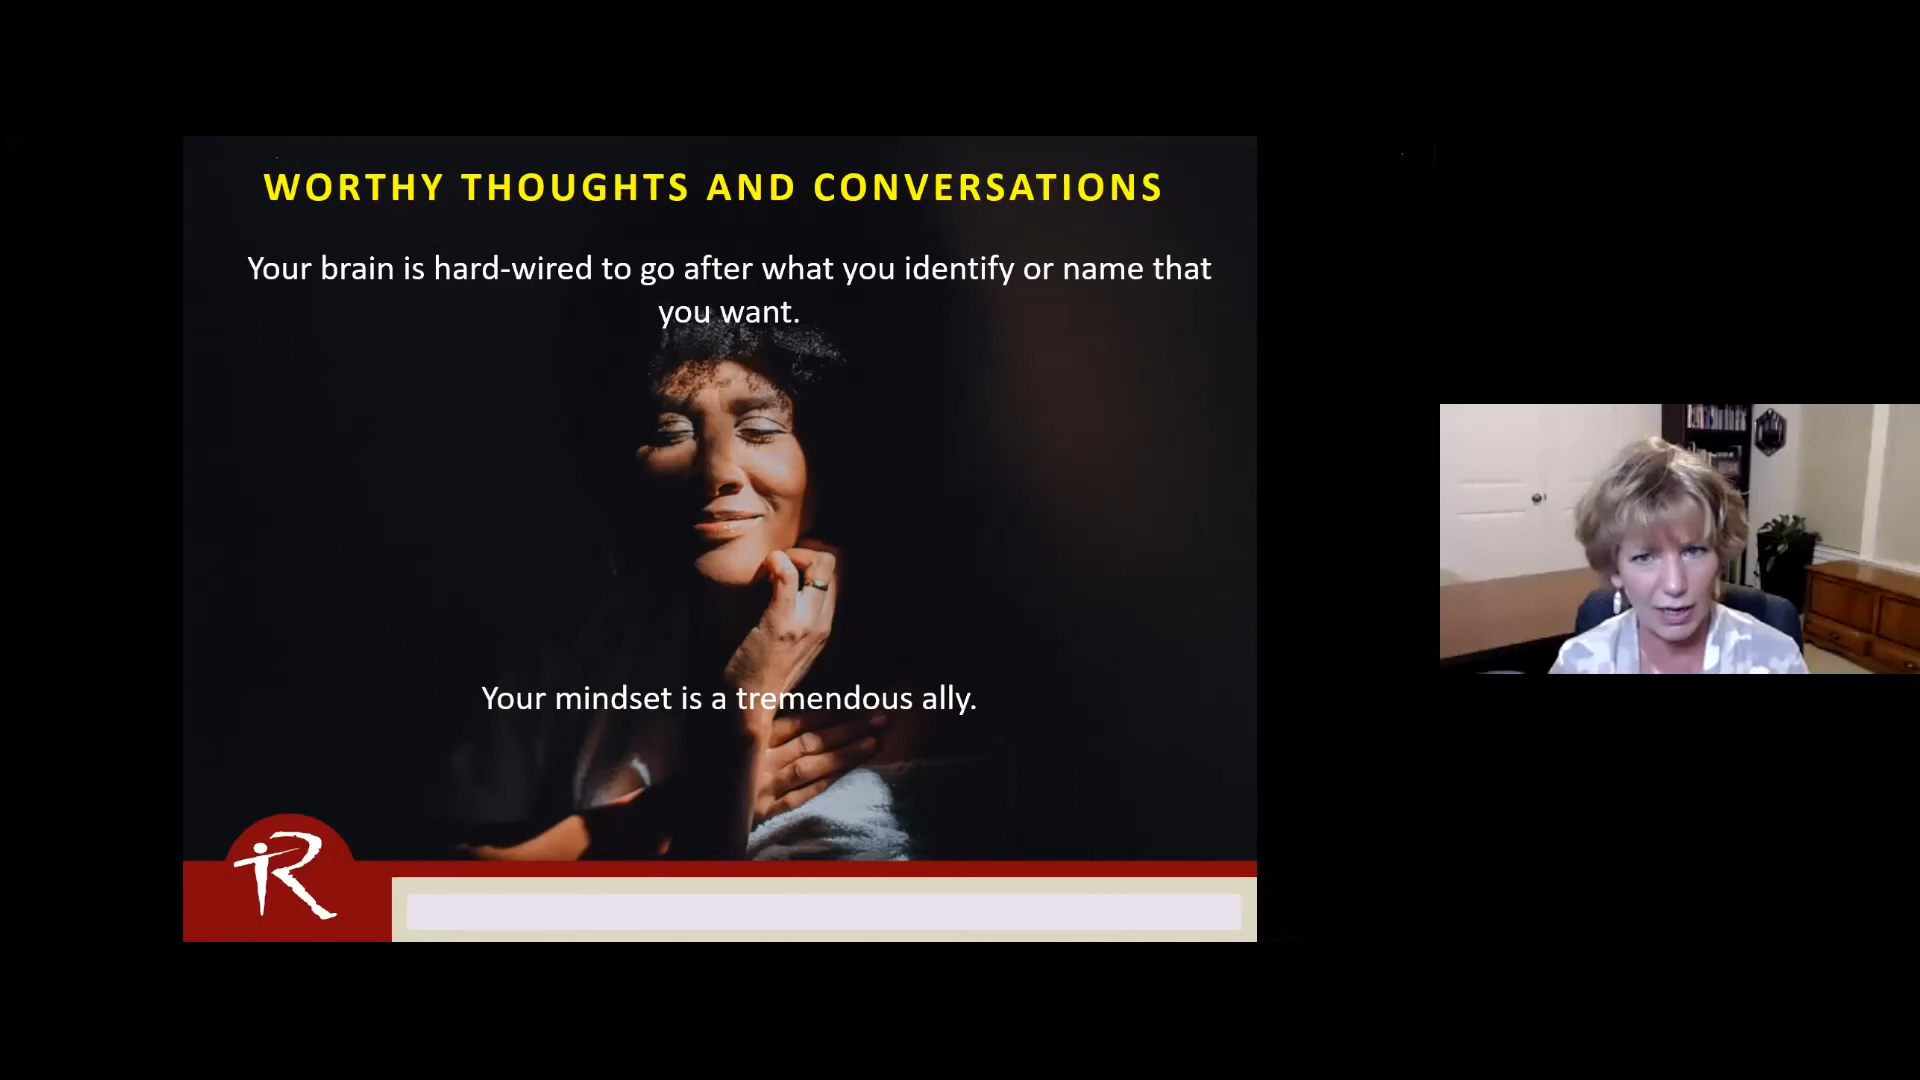 WORTHY THOUGHTS AND CONVERSATIONS
Your brain is hard-wired to go after what you identify or name that
you want.
Your mindset is a tremendous ally.
R